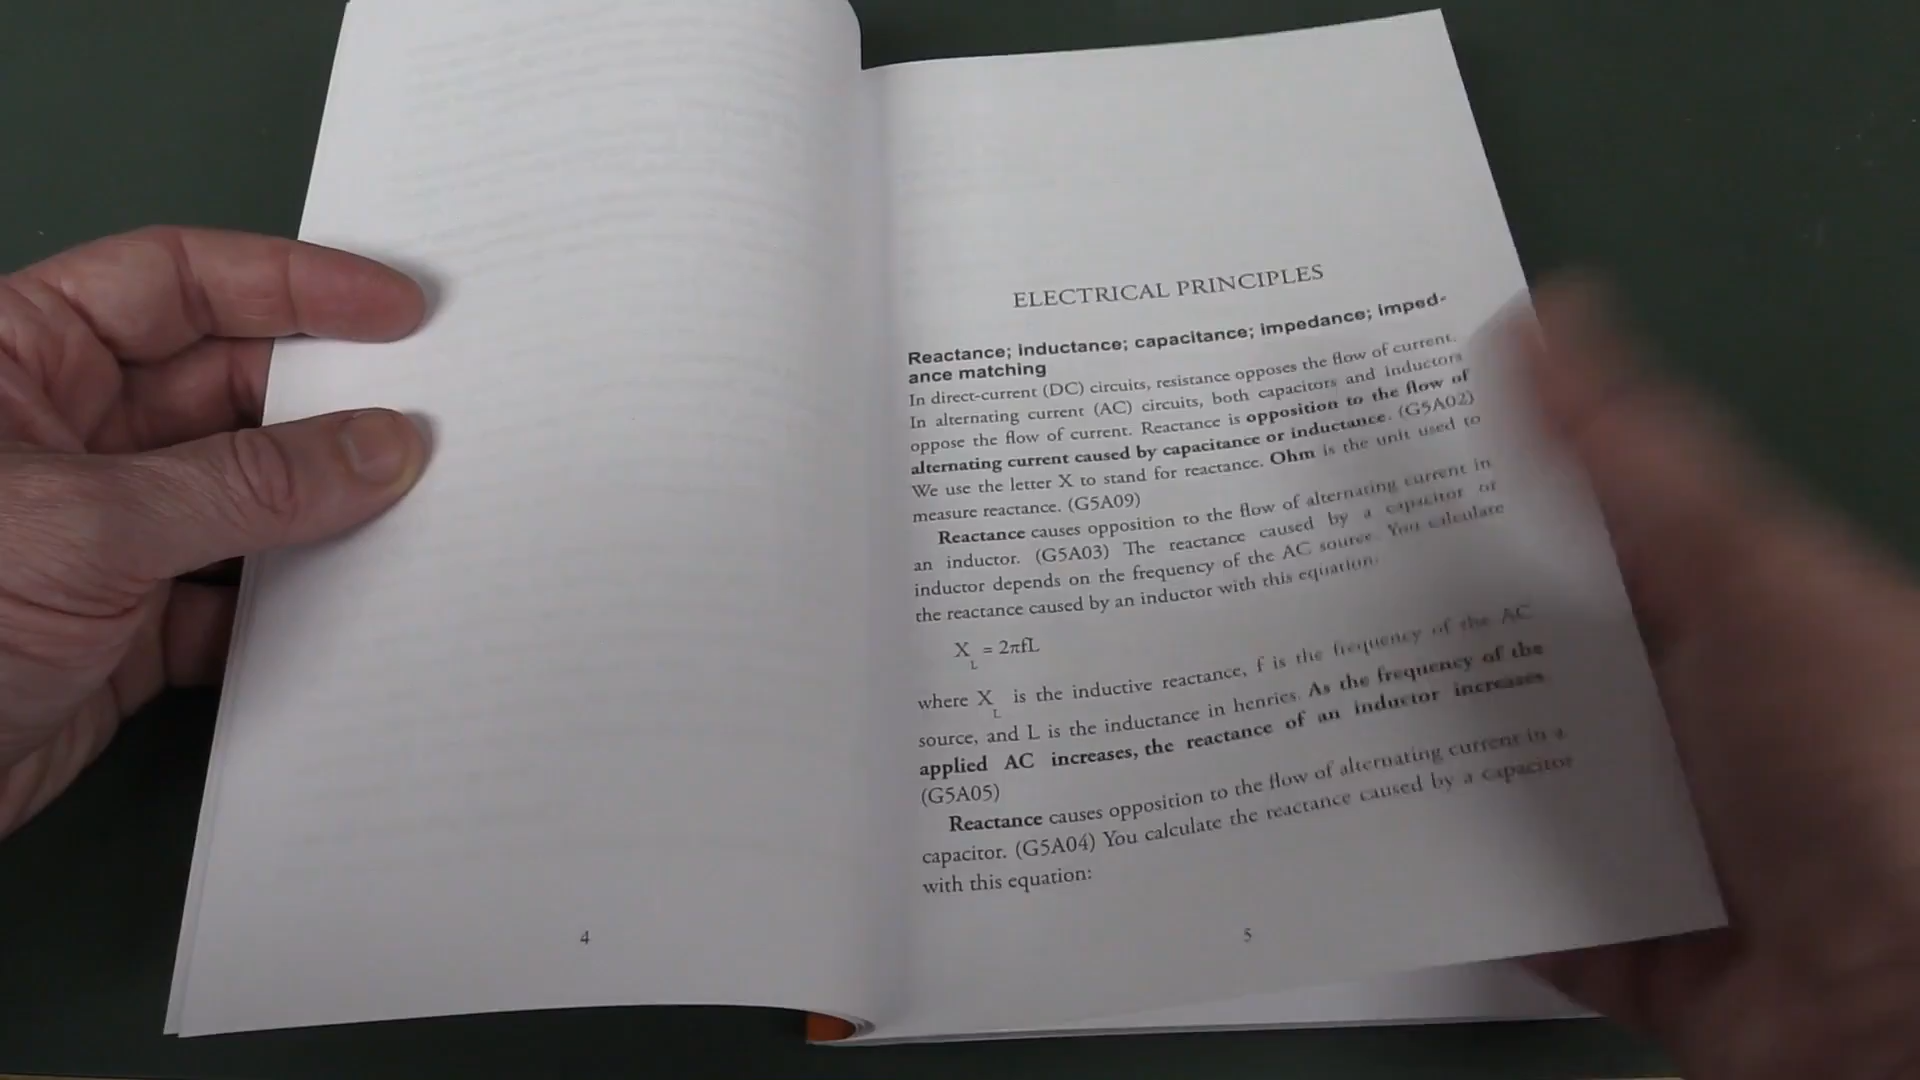 4
ELECTRICAL PRINCIPLES
Reactance; inductance; capacitance; impedance; imped-
ance matching
In direct-current (DC) circuits, resistance opposes the flow of current.
In alternating current (AC) circuits, both capacitors and inductors
oppose the flow of current. Reactance is opposition to the flow of
alternating current caused by capacitance or inductance. (G5A02)
We use the letter X to stand for reactance. Ohm is the unit used to
measure reactance. (G5A09)
Reactance causes opposition to the flow of alternating current in
an inductor. (G5A03) The reactance caused by a capacitor or
inductor depends on the frequency of the AC source. You calculate
the reactance caused by an inductor with this equation:
X_L = 2πfL
where X_L is the inductive reactance, f is the frequency of the AC
source, and L is the inductance in henries. As the frequency of the
applied AC increases, the reactance of an inductor increases
(G5A05)
Reactance causes opposition to the flow of alternating current in a
capacitor. (G5A04) You calculate the reactance caused by a capacitor
with this equation:
5